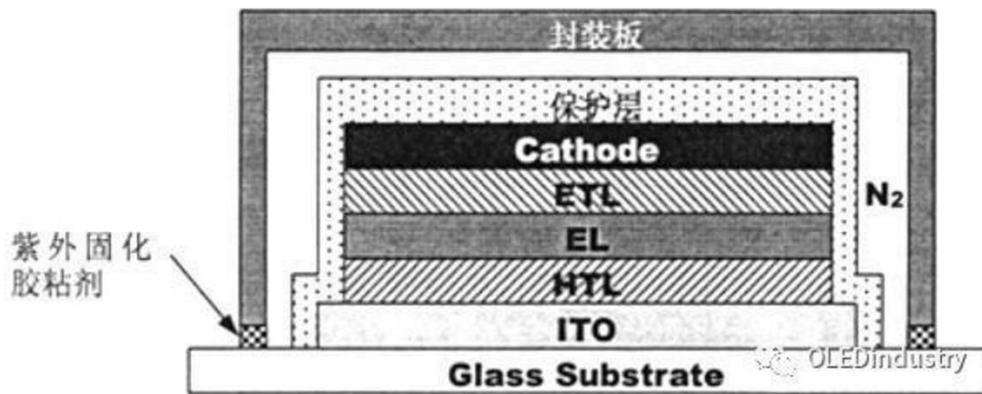 封装板
保护层
Cathode
ETL
N₂
EL
紫外固化
胶粘剂
HTL
ITO
OLEDindustry
Glass Substrate